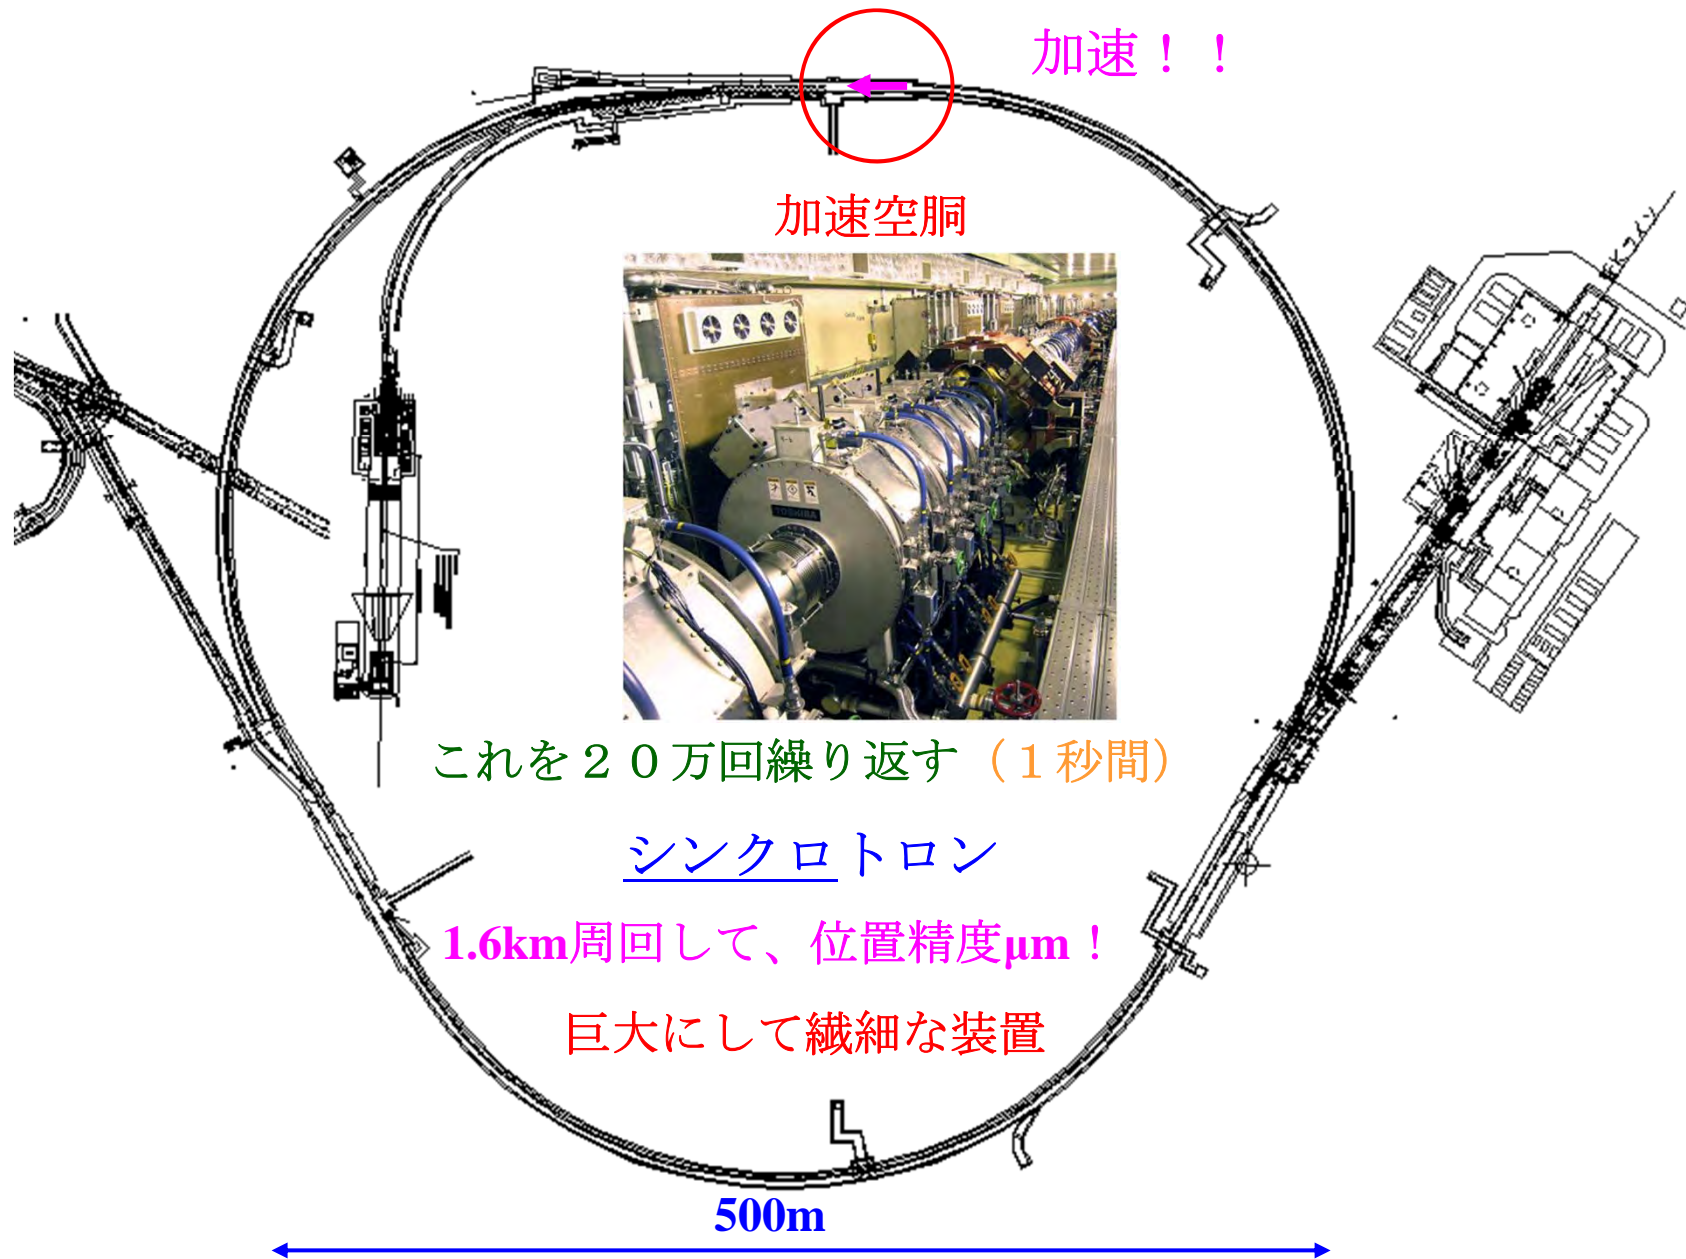 加速！！
加速空胴
TOSHIBA
これを２０万回繰り返す（１秒間）
シンクロトロン
1.6km周回して、位置精度μm！
巨大にして繊細な装置
500m